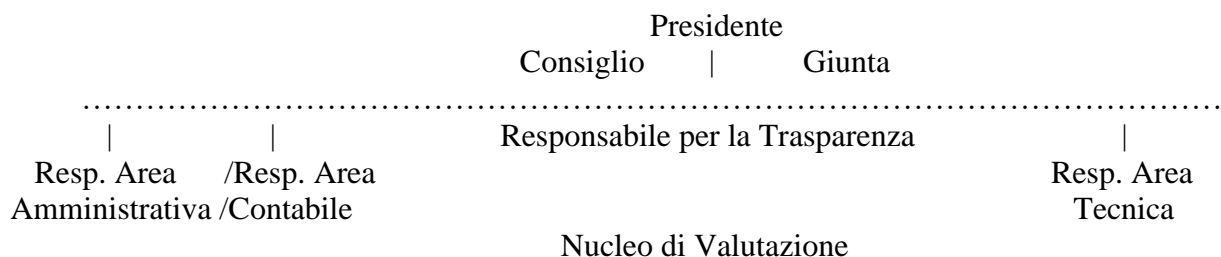 Presidente
Consiglio | Giunta
……………………………………………………………………………………………
| | Responsabile per la Trasparenza |
Resp. Area /Resp. Area Resp. Area
Amministrativa /Contabile Tecnica
Nucleo di Valutazione